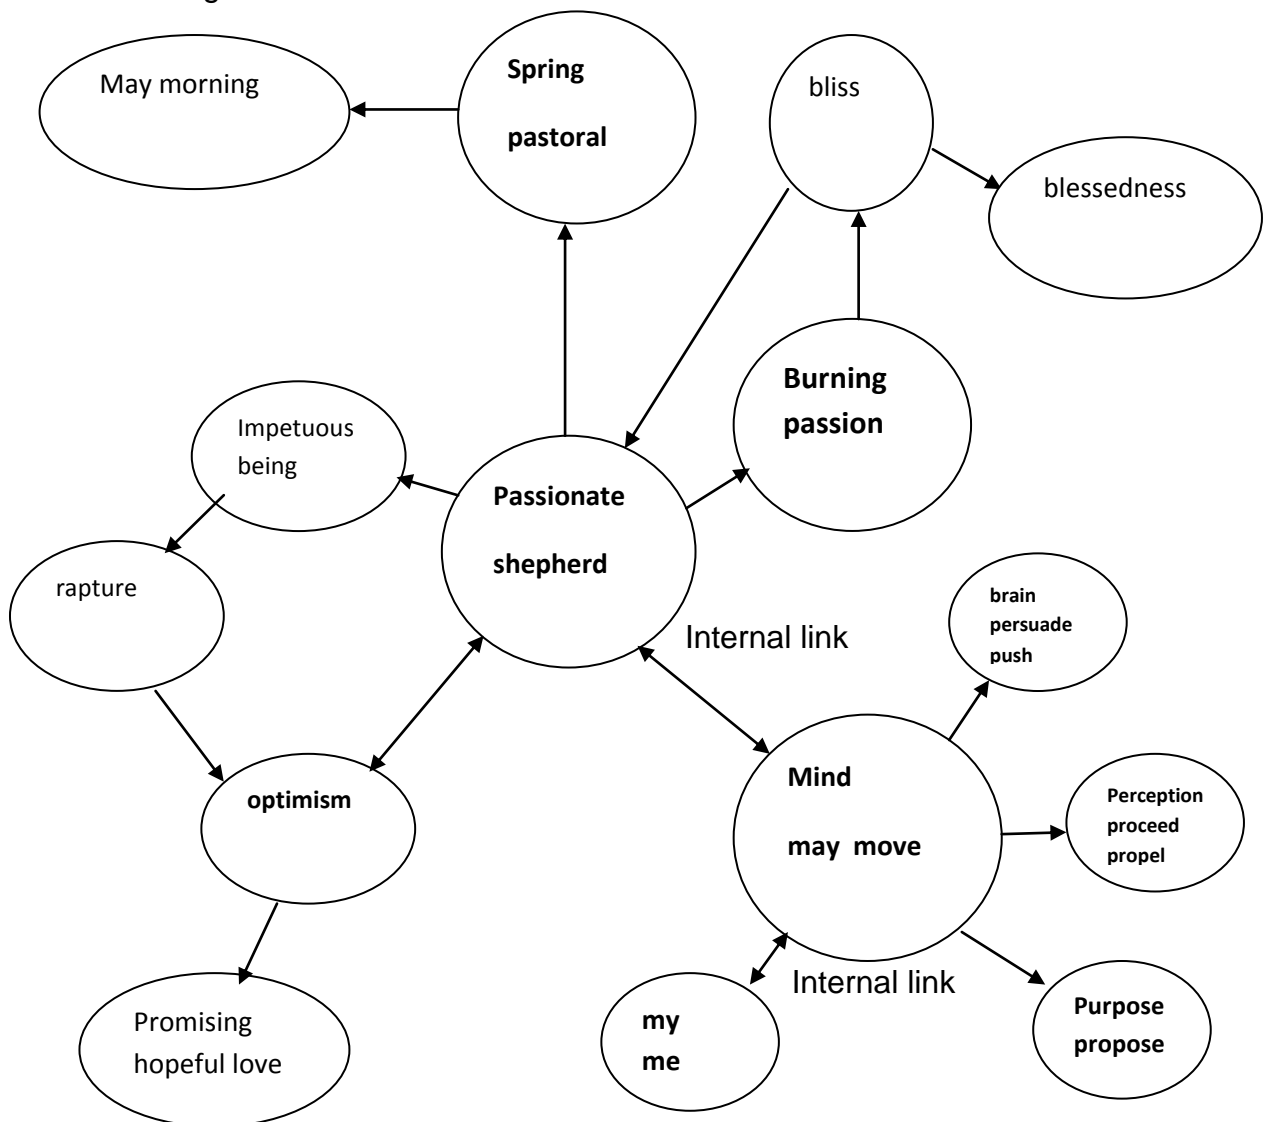 May morning
Spring
pastoral
bliss
blessedness
Burning
passion
Impetuous
being
Passionate
shepherd
rapture
brain
persuade
push
Internal link
optimism
Mind
may move
Perception
proceed
propel
Internal link
my
me
Purpose
propose
Promising
hopeful love